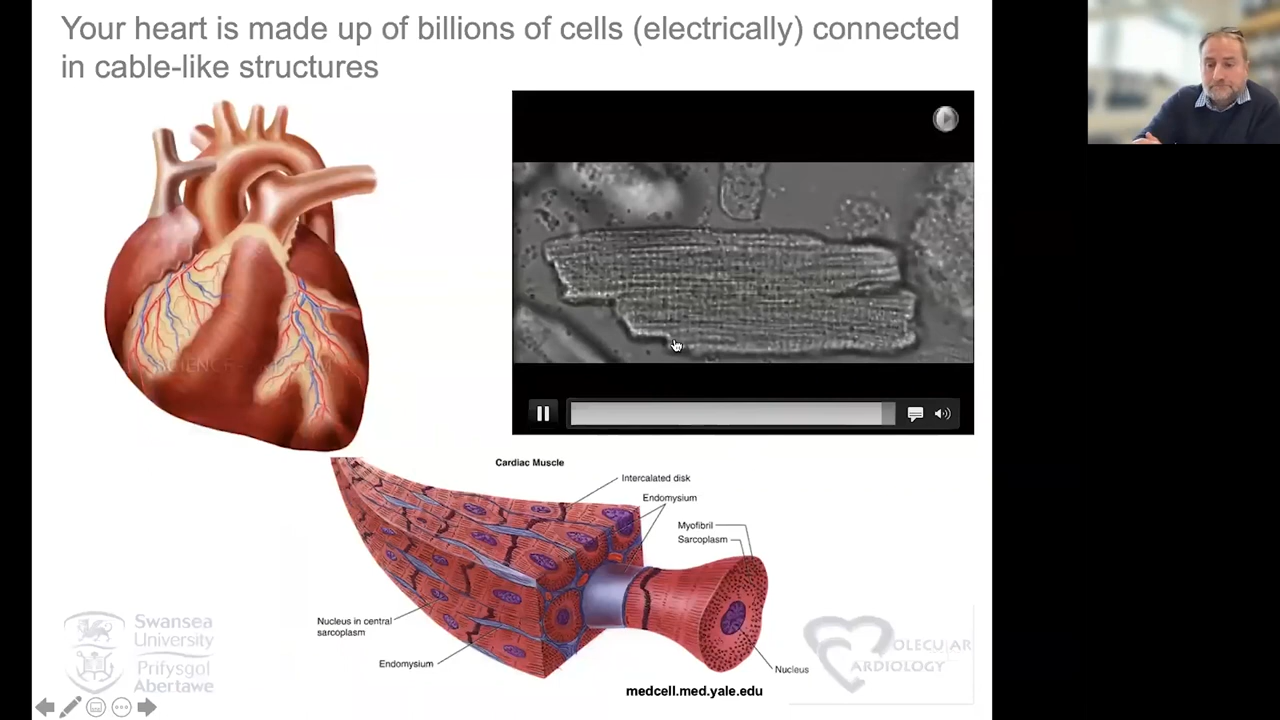 Your heart is made up of billions of cells (electrically) connected
in cable-like structures
Cardiac Muscle
Intercalated disk
Endomysium
Myofibril
Sarcoplasm
Nucleus in central
sarcoplasm
Endomysium
Nucleus
medcell.med.yale.edu
Swansea
University
Prifysgol
Abertawe
OLECULAR
ARDIOLOGY